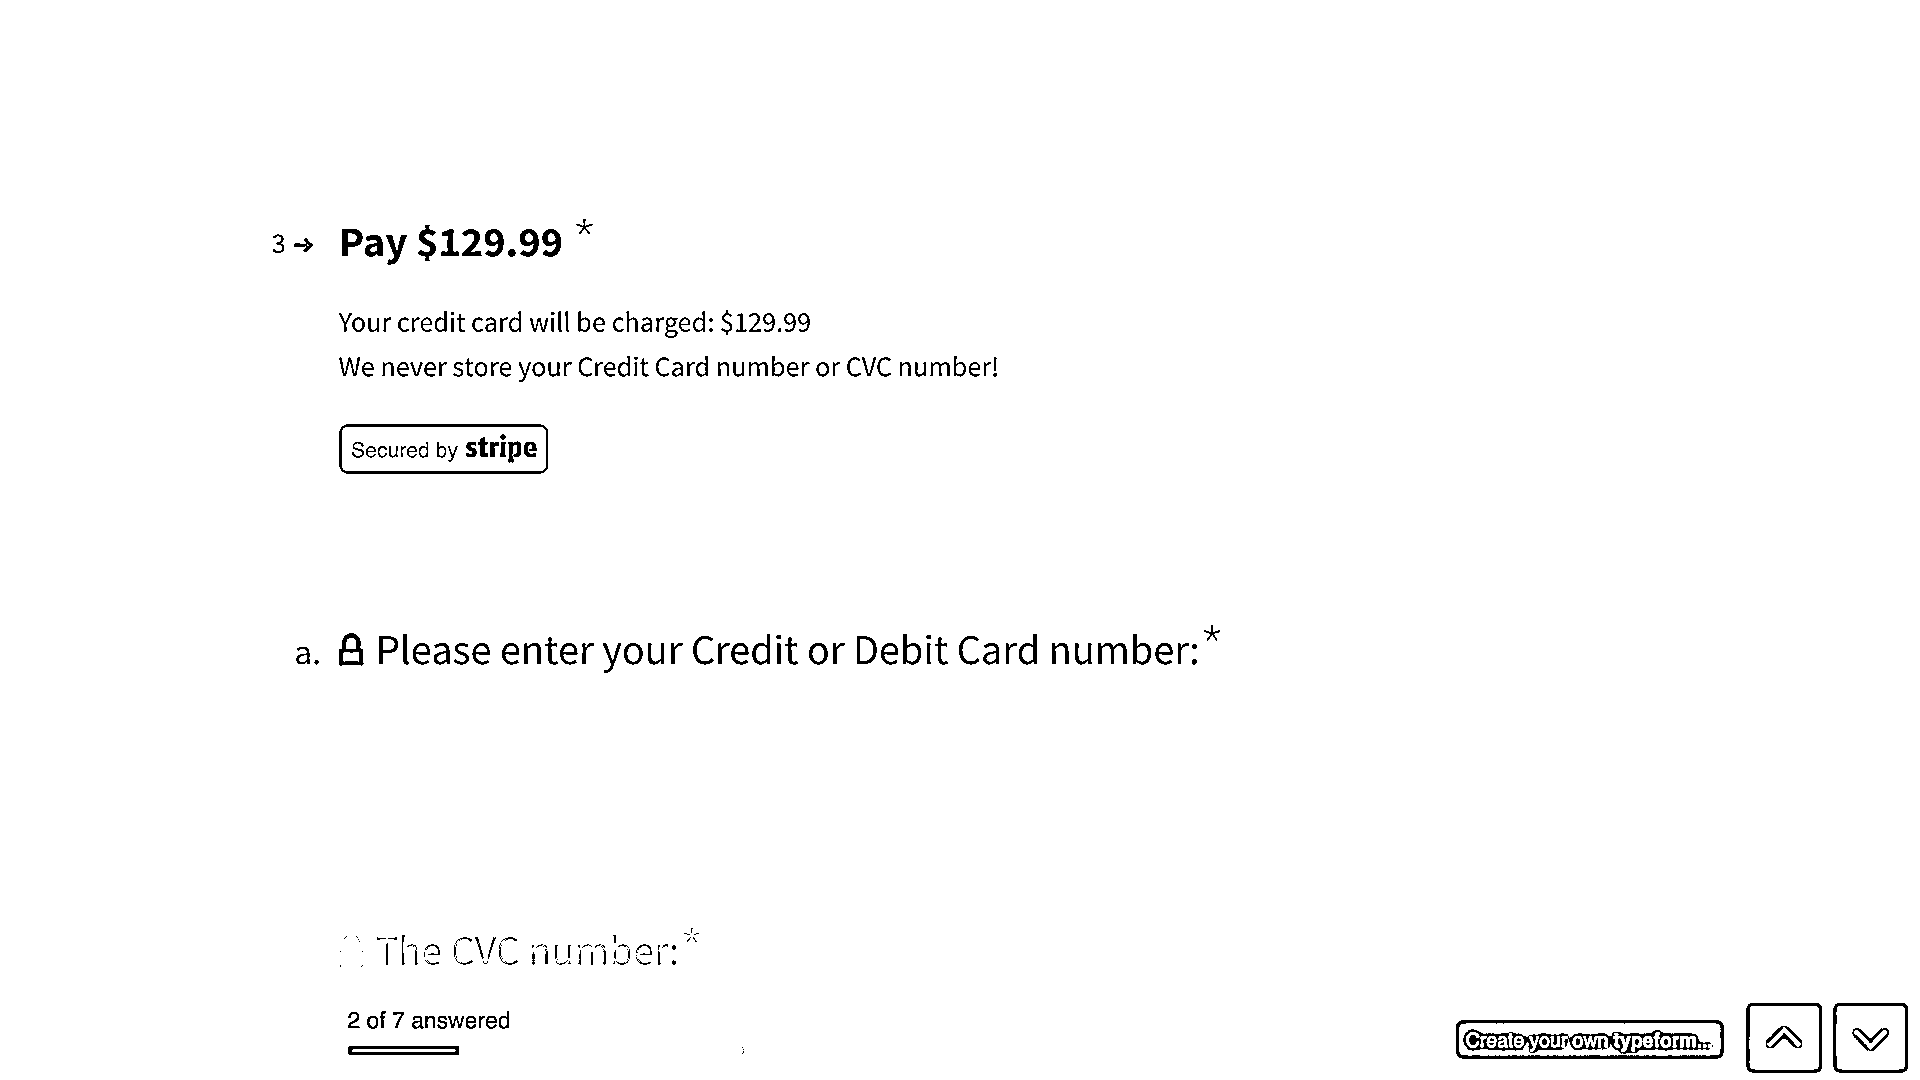 3 → Pay $129.99 *
Your credit card will be charged: $129.99
We never store your Credit Card number or CVC number!
Secured by stripe
a. Please enter your Credit or Debit Card number:*
The CVC number:*
2 of 7 answered
Create your own typeform...